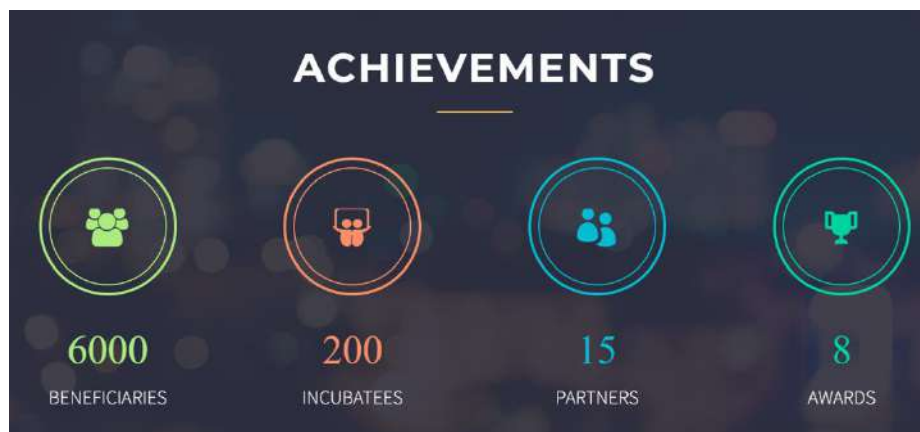 ACHIEVEMENTS
6000
200
15
8
BENEFICIARIES
INCUBATEES
PARTNERS
AWARDS